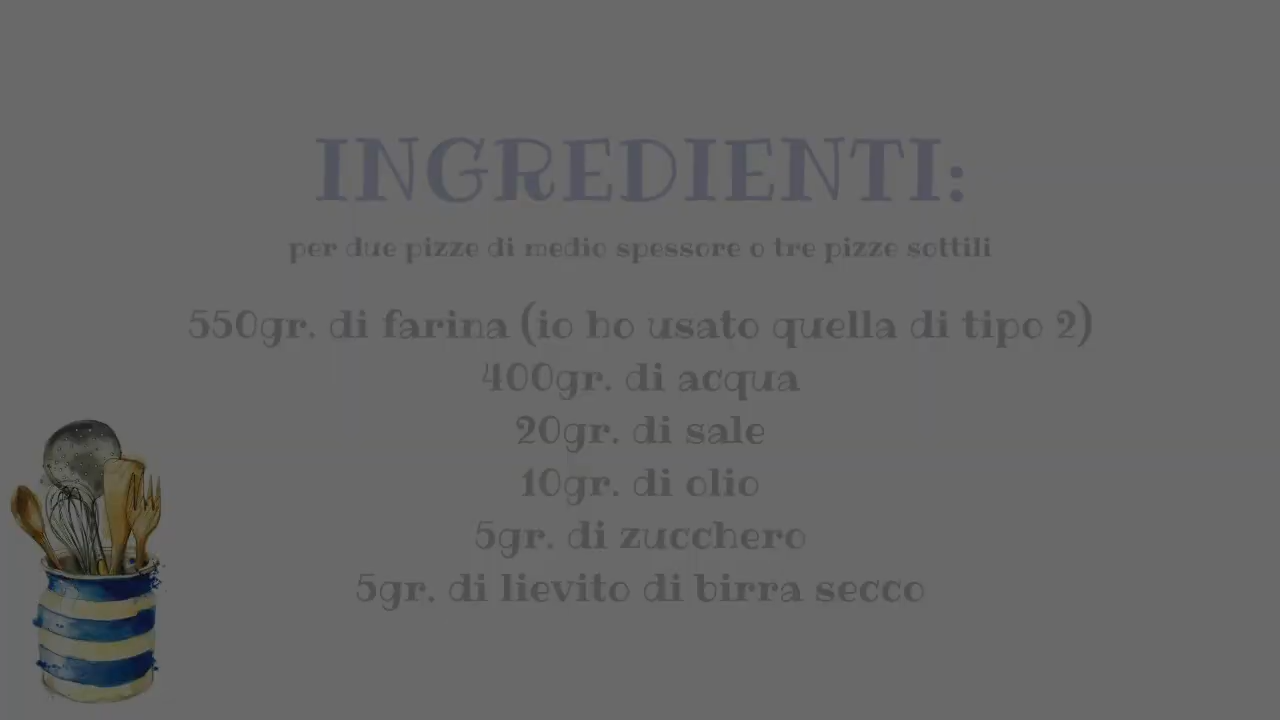 INGREDIENTI:
per due pizze di medio spessore o tre pizze sottili
550gr. di farina (io ho usato quella di tipo 2)
400gr. di acqua
20gr. di sale
10gr. di olio
5gr. di zucchero
5gr. di lievito di birra secco